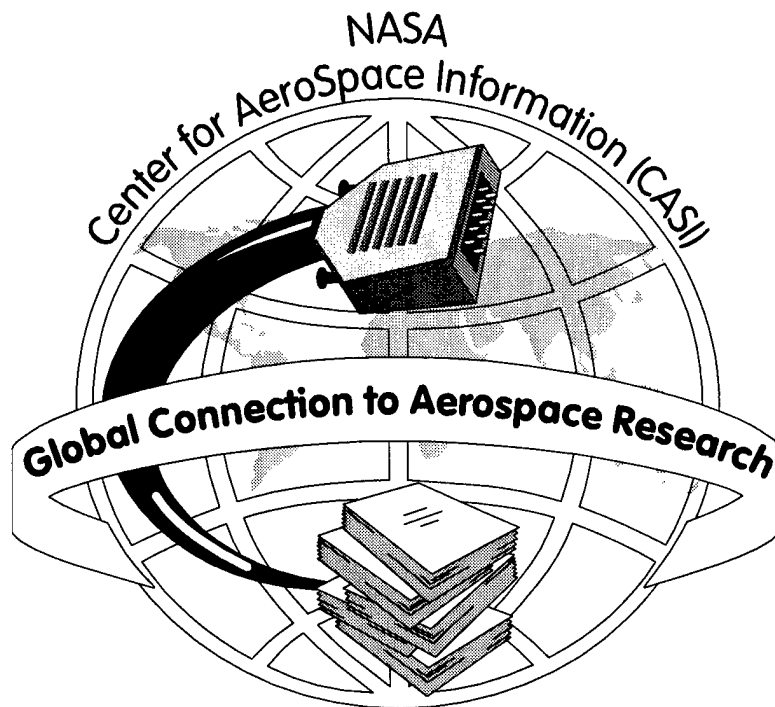 NASA
Center for AeroSpace Information (CASI)
Global Connection to Aerospace Research